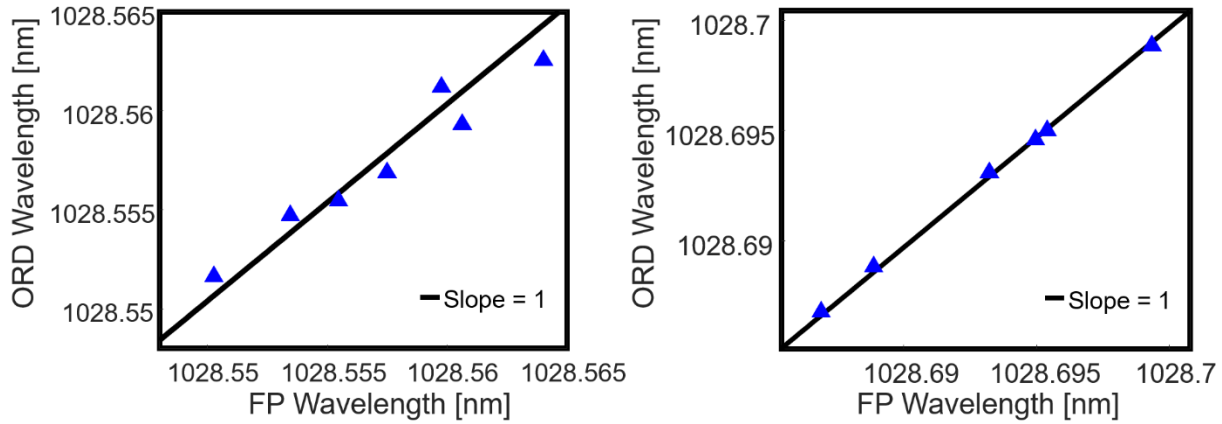 ORD Wavelength [nm]
1028.565
1028.56
1028.555
1028.55
Slope = 1
1028.55 1028.555 1028.56 1028.565
FP Wavelength [nm]
ORD Wavelength [nm]
1028.7
1028.695
1028.69
Slope = 1
1028.69 1028.695 1028.7
FP Wavelength [nm]